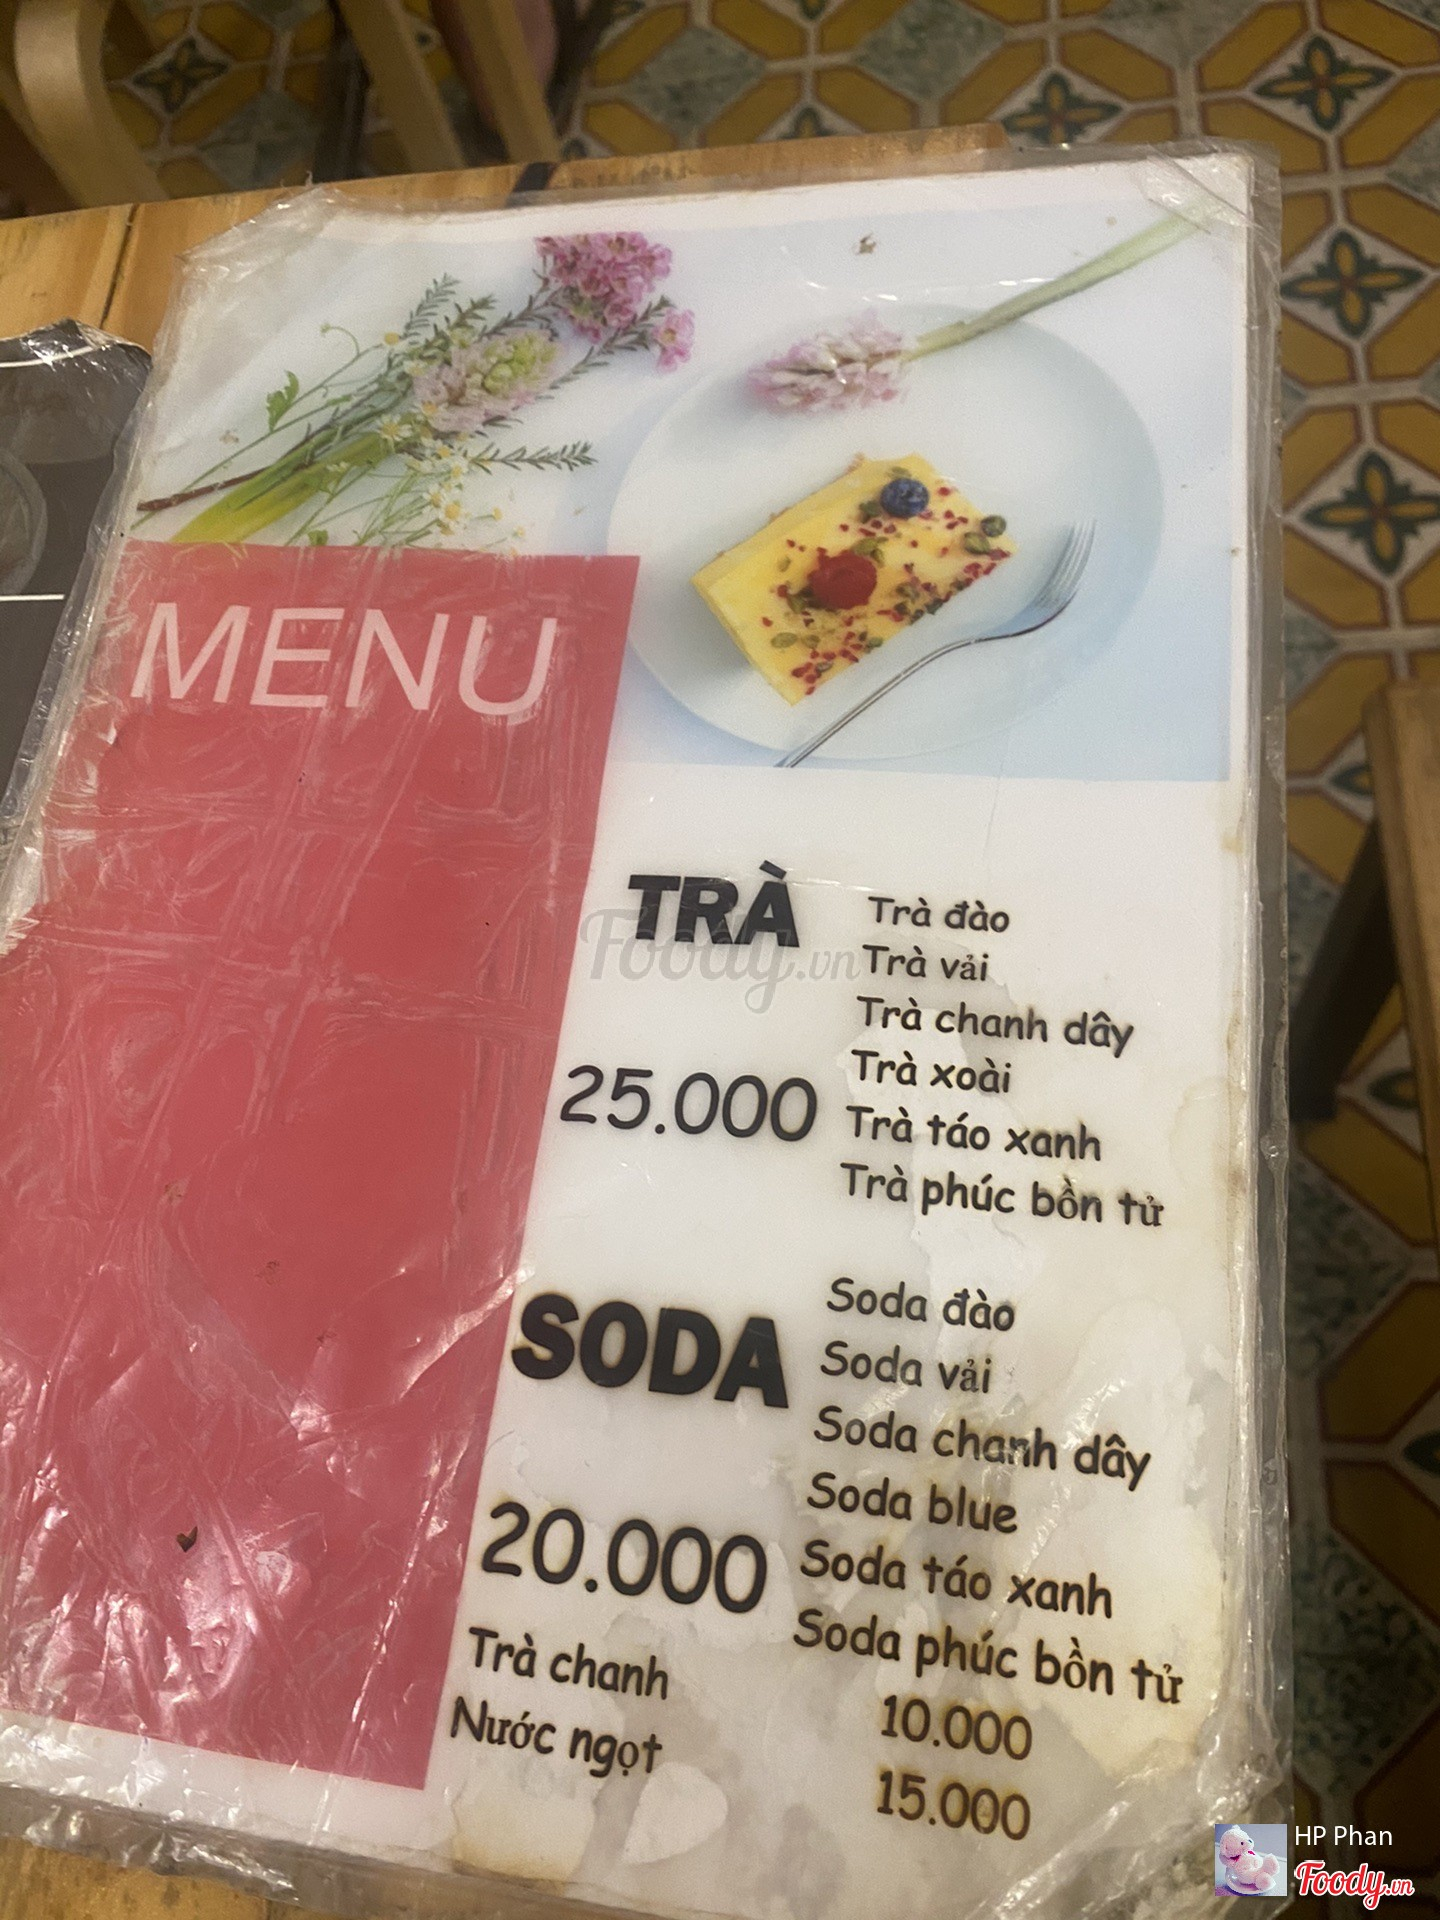 MENU
TRÀ
25.000
Trà đào
Trà vải
Trà chanh dây
Trà xoài
Trà táo xanh
Trà phúc bồn tử
SODA
20.000
Soda đào
Soda vải
Soda chanh dây
Soda blue
Soda táo xanh
Soda phúc bồn tử
Trà chanh 10.000
Nước ngọt 15.000
Foody.vn
HP Phan
Foody.vn